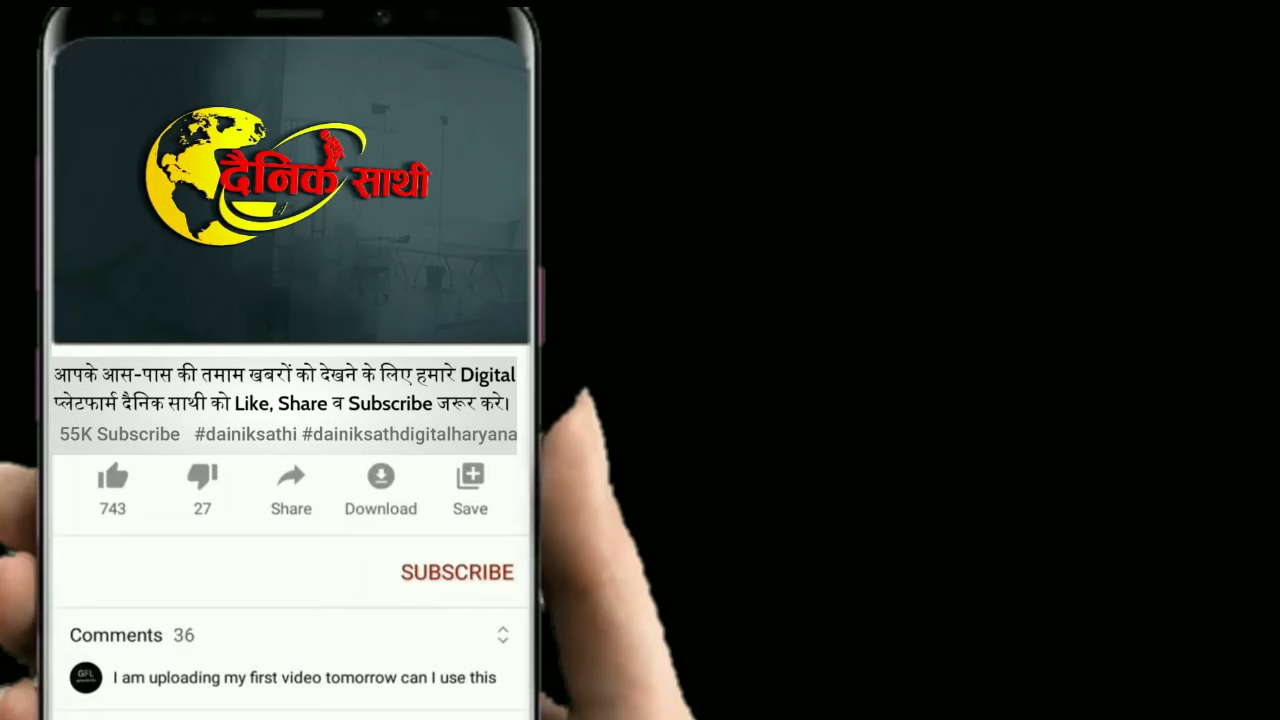 दैनिक साथी
आपके आस-पास की तमाम खबरों को देखने के लिए हमारे Digital
प्लेटफार्म दैनिक साथी को Like, Share व Subscribe जरूर करे।
55K Subscribe #dainiksathi #dainiksathdigitalharyana
743 27 Share Download Save
SUBSCRIBE
Comments 36
GFL
I am uploading my first video tomorrow can I use this